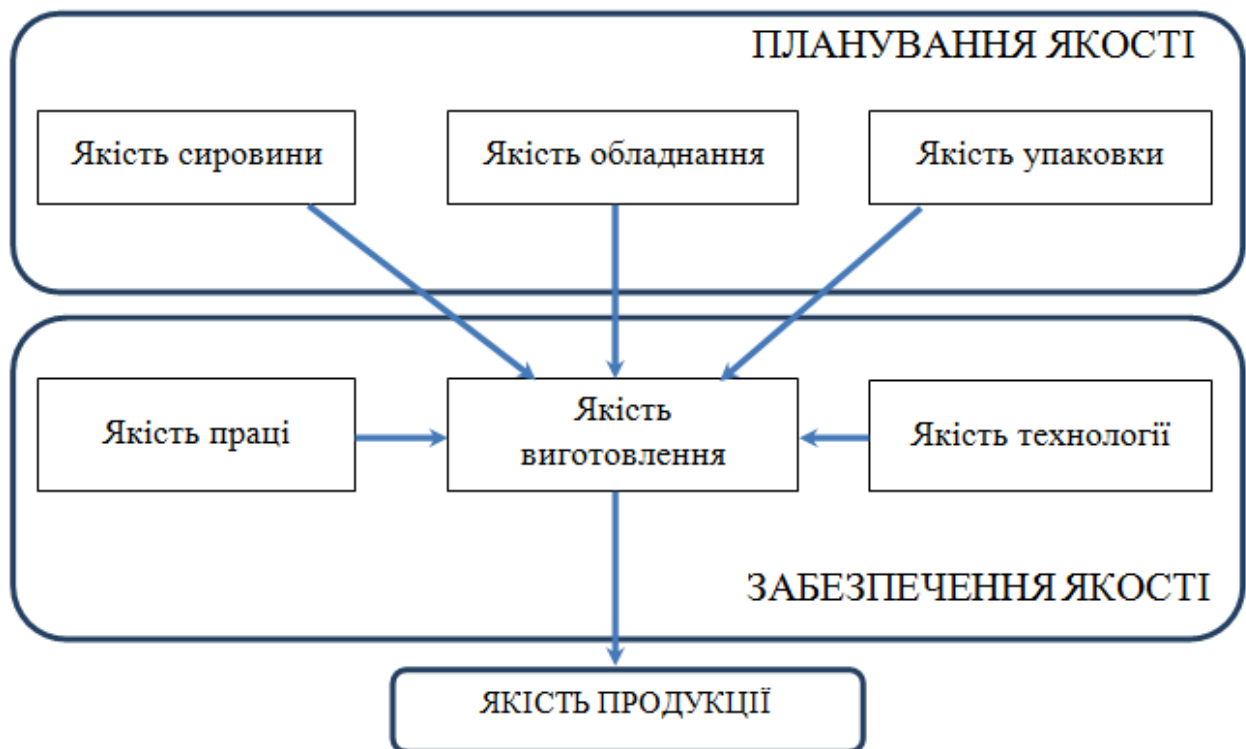 ПЛАНУВАННЯ ЯКОСТІ
Якість сировини
Якість обладнання
Якість упаковки
Якість праці
Якість
виготовлення
Якість технології
ЗАБЕЗПЕЧЕННЯ ЯКОСТІ
ЯКІСТЬ ПРОДУКЦІЇ